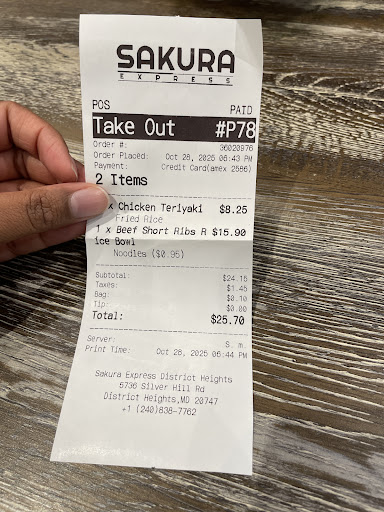 SAKURA
EXPRESS
POS PAID
Take Out #P78
Order #: 36020976
Order Placed: Oct 28, 2025 06:43 PM
Payment: Credit Card(amex 2586)
2 Items
x Chicken Teriyaki $8.25
Fried Rice
1 x Beef Short Ribs R $15.90
ice Bowl
Noodles ($0.95)
Subtotal: $24.15
Taxes: $1.45
Bag: $0.10
Tip: $0.00
Total: $25.70
Server: S. m.
Print Time: Oct 28, 2025 06:44 PM
Sakura Express District Heights
5736 Silver Hill Rd
District Heights,MD 20747
+1 (240)838-7762